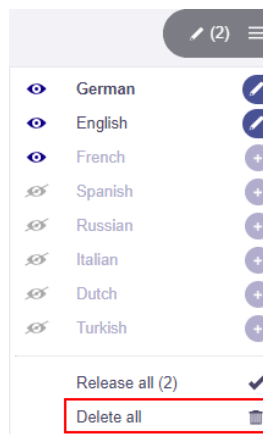 (2)
German
English
French
Spanish
Russian
Italian
Dutch
Turkish
Release all (2)
Delete all